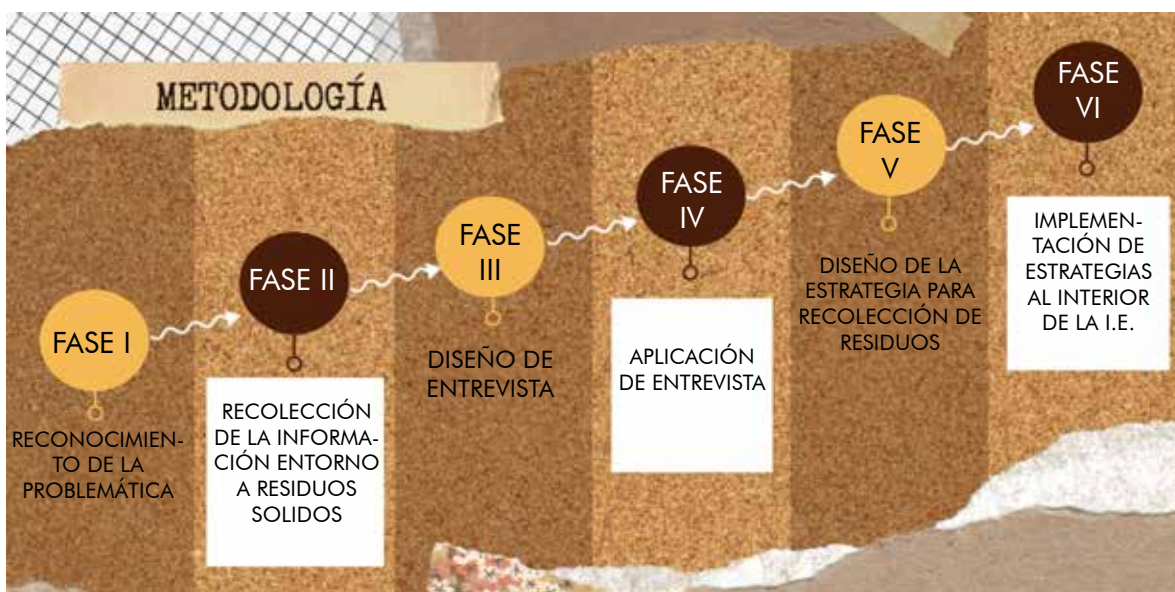 METODOLOGÍA
FASE I
RECONOCIMIEN-
TO DE LA
PROBLEMÁTICA
FASE II
RECOLECCIÓN
DE LA INFORMA-
CIÓN ENTORNO
A RESIDUOS
SOLIDOS
FASE
III
DISEÑO DE
ENTREVISTA
FASE
IV
APLICACIÓN
DE ENTREVISTA
FASE
V
DISEÑO DE LA
ESTRATEGIA PARA
RECOLECCIÓN DE
RESIDUOS
FASE
VI
IMPLEMEN-
TACIÓN DE
ESTRATEGIAS
AL INTERIOR
DE LA I.E.